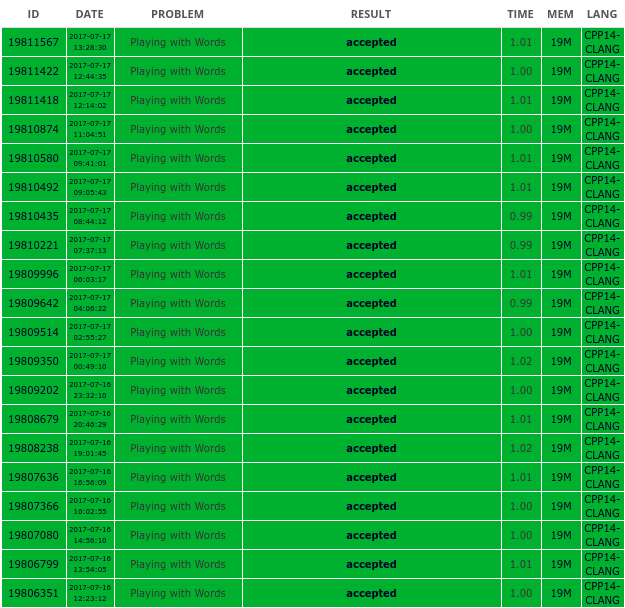 ID DATE PROBLEM RESULT TIME MEM LANG
19811567 2017-07-17 13:28:30 Playing with Words accepted 1.01 19M CPP14-CLANG
19811422 2017-07-17 12:44:35 Playing with Words accepted 1.00 19M CPP14-CLANG
19811418 2017-07-17 12:14:02 Playing with Words accepted 1.01 19M CPP14-CLANG
19810874 2017-07-17 11:04:51 Playing with Words accepted 1.00 19M CPP14-CLANG
19810580 2017-07-17 09:41:01 Playing with Words accepted 1.01 19M CPP14-CLANG
19810492 2017-07-17 09:05:43 Playing with Words accepted 1.01 19M CPP14-CLANG
19810435 2017-07-17 08:44:12 Playing with Words accepted 0.99 19M CPP14-CLANG
19810221 2017-07-17 07:37:13 Playing with Words accepted 0.99 19M CPP14-CLANG
19809996 2017-07-17 06:03:17 Playing with Words accepted 1.01 19M CPP14-CLANG
19809642 2017-07-17 04:06:22 Playing with Words accepted 0.99 19M CPP14-CLANG
19809514 2017-07-17 02:55:27 Playing with Words accepted 1.00 19M CPP14-CLANG
19809350 2017-07-17 00:49:10 Playing with Words accepted 1.02 19M CPP14-CLANG
19809202 2017-07-16 23:32:10 Playing with Words accepted 1.00 19M CPP14-CLANG
19808679 2017-07-16 20:46:29 Playing with Words accepted 1.01 19M CPP14-CLANG
19808238 2017-07-16 19:01:45 Playing with Words accepted 1.02 19M CPP14-CLANG
19807636 2017-07-16 16:56:09 Playing with Words accepted 1.01 19M CPP14-CLANG
19807366 2017-07-16 16:02:55 Playing with Words accepted 1.00 19M CPP14-CLANG
19807080 2017-07-16 14:56:10 Playing with Words accepted 1.00 19M CPP14-CLANG
19806799 2017-07-16 13:54:05 Playing with Words accepted 1.01 19M CPP14-CLANG
19806351 2017-07-16 12:23:12 Playing with Words accepted 1.00 19M CPP14-CLANG